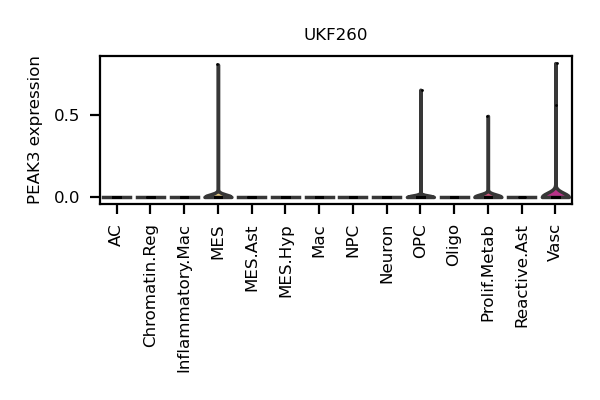 UKF260
PEAK3 expression
0.5
0.0
AC
Chromatin.Reg
Inflammatory.Mac
MES
MES.Ast
MES.Hyp
Mac
NPC
Neuron
OPC
Oligo
Prolif.Metab
Reactive.Ast
Vasc